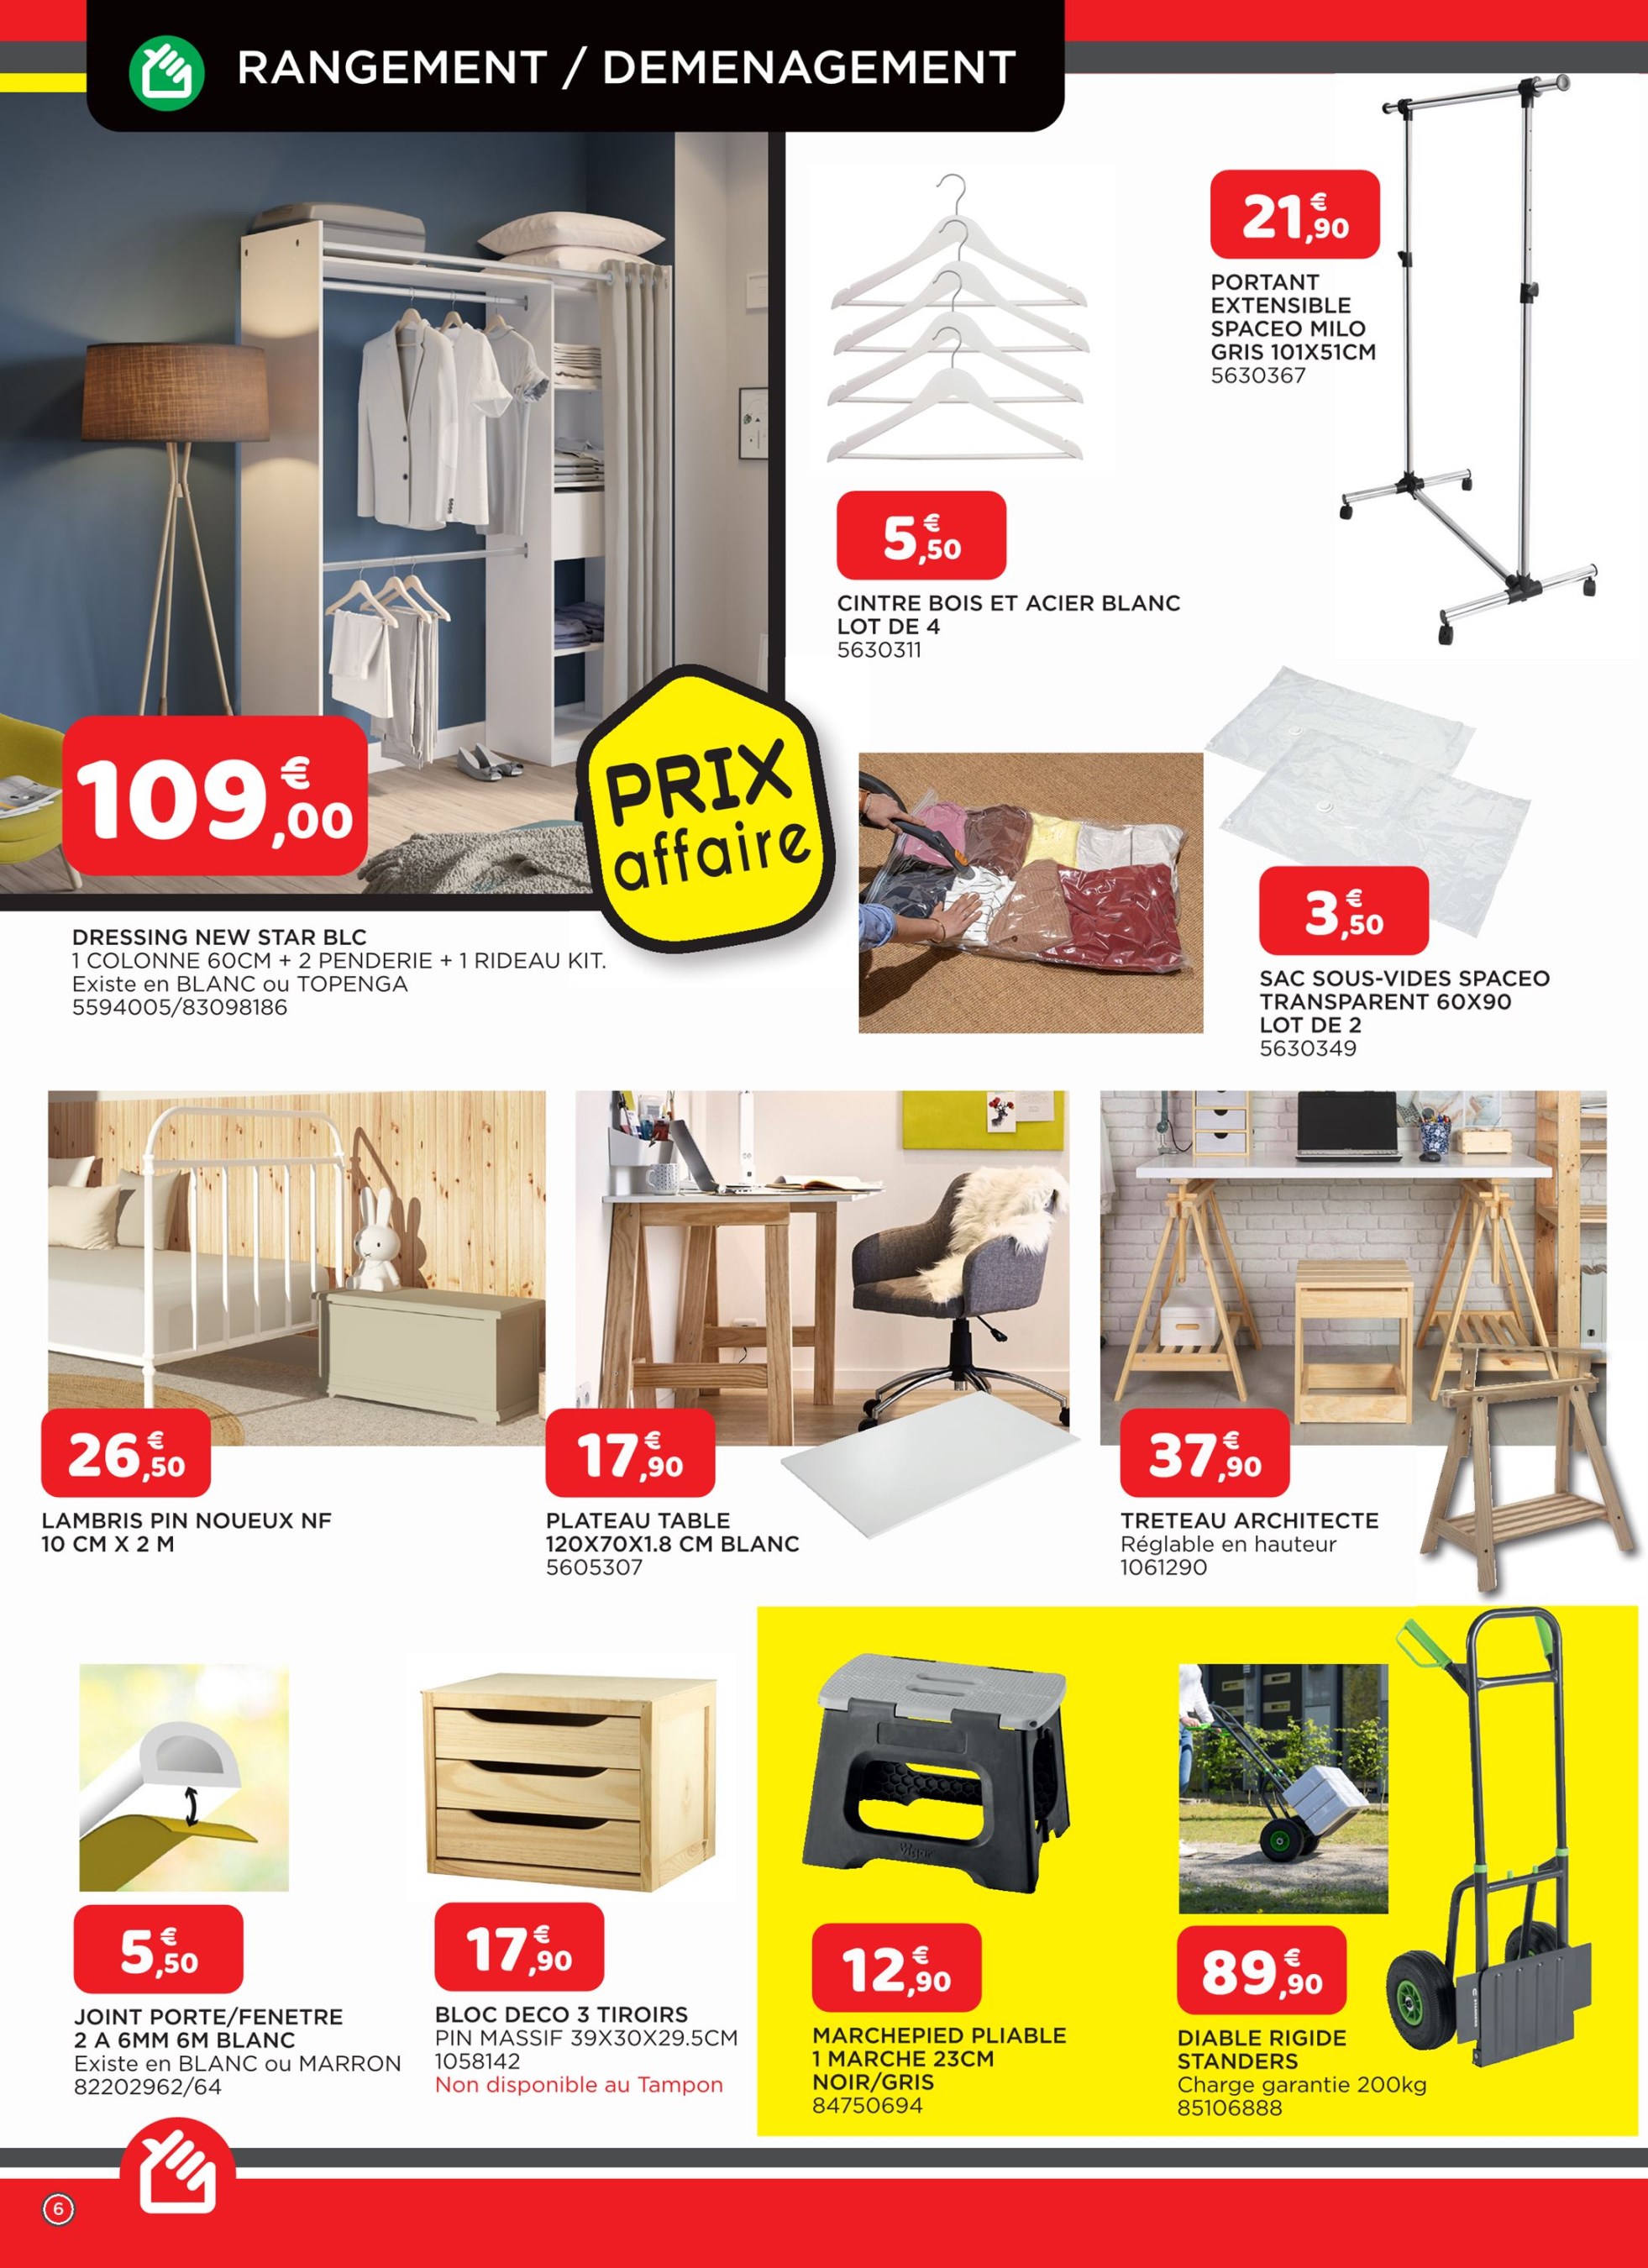 RANGEMENT / DEMENAGEMENT
21,€90
PORTANT
EXTENSIBLE
SPACEO MILO
GRIS 101X51CM
5630367
5,€50
CINTRE BOIS ET ACIER BLANC
LOT DE 4
5630311
109,€00
PRIX
affaire
DRESSING NEW STAR BLC
1 COLONNE 60CM + 2 PENDERIE + 1 RIDEAU KIT.
Existe en BLANC ou TOPENGA
5594005/83098186
3,€50
SAC SOUS-VIDES SPACEO
TRANSPARENT 60X90
LOT DE 2
5630349
26,€50
LAMBRIS PIN NOUEUX NF
10 CM X 2 M
17,€90
PLATEAU TABLE
120X70X1.8 CM BLANC
5605307
37,€90
TRETEAU ARCHITECTE
Réglable en hauteur
1061290
5,€50
JOINT PORTE/FENETRE
2 A 6MM 6M BLANC
Existe en BLANC ou MARRON
82202962/64
17,€90
BLOC DECO 3 TIROIRS
PIN MASSIF 39X30X29.5CM
1058142
Non disponible au Tampon
12,€90
MARCHEPIED PLIABLE
1 MARCHE 23CM
NOIR/GRIS
84750694
89,€90
DIABLE RIGIDE
STANDERS
Charge garantie 200kg
85106888
6